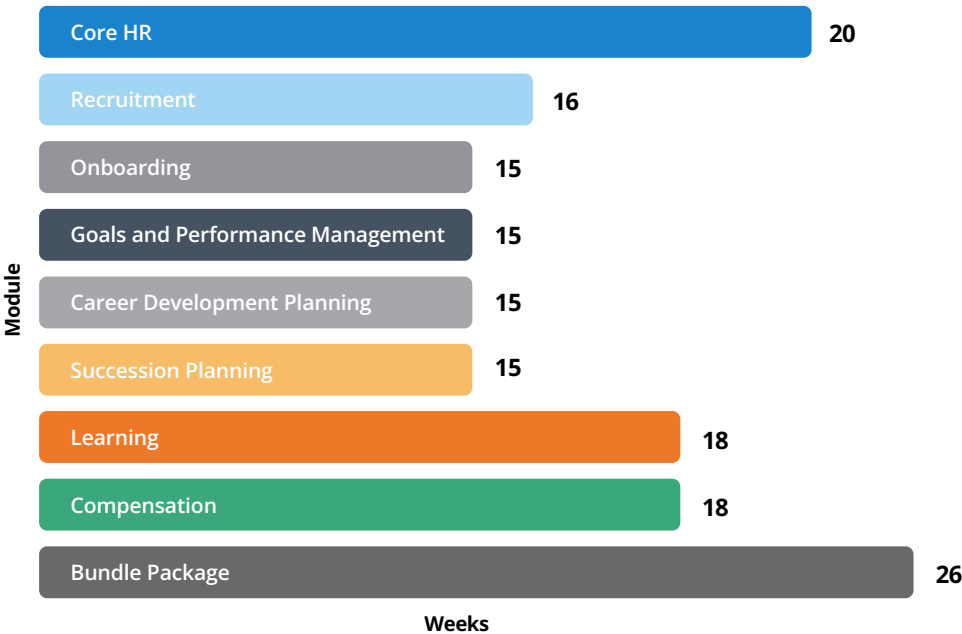 Core HR 20
Recruitment 16
Onboarding 15
Goals and Performance Management 15
Career Development Planning 15
Succession Planning 15
Learning 18
Compensation 18
Bundle Package 26
Module
Weeks